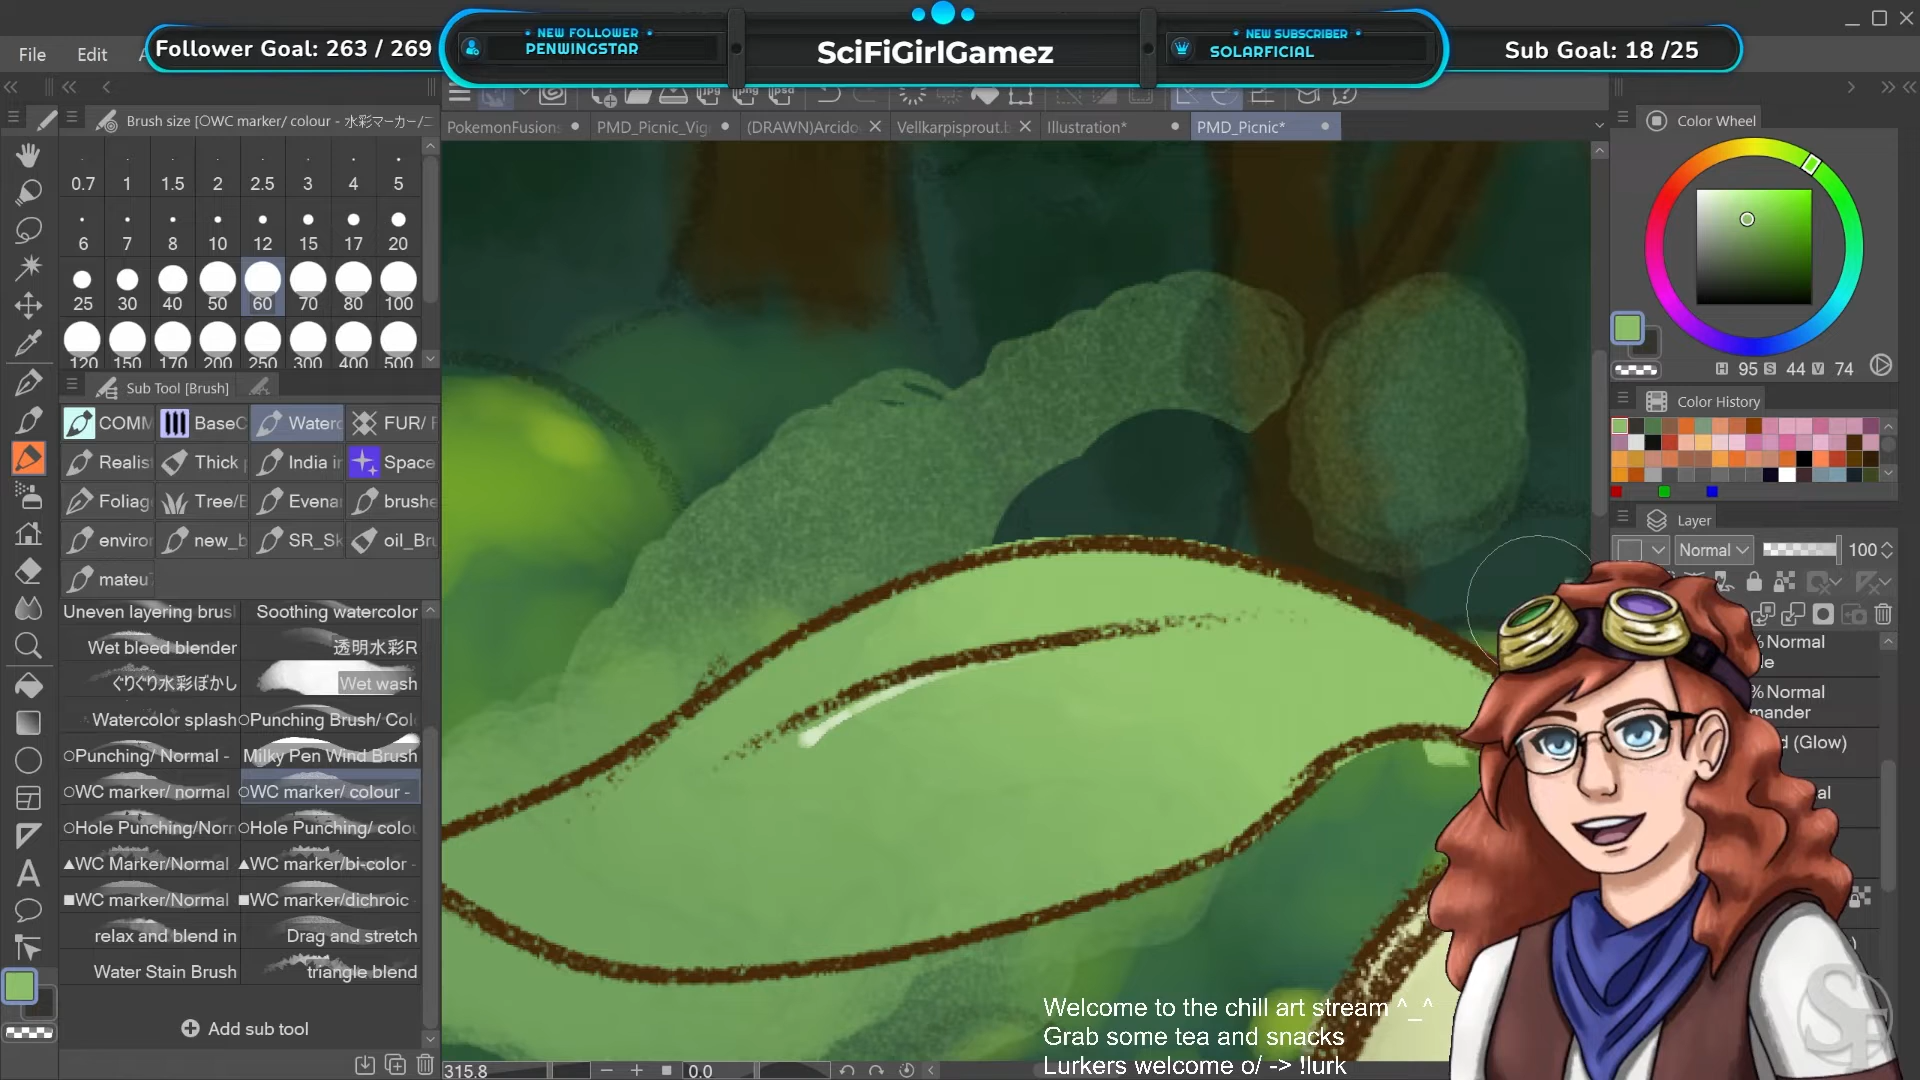 Follower Goal: 263 / 269
NEW FOLLOWER
PENWINGSTAR
SciFiGirlGamez
NEW SUBSCRIBER
SOLARFICIAL
Sub Goal: 18 /25
File
Edit
Brush size [OWC marker/ colour - 水彩マーカー/
PokemonFusions
PMD_Picnic_Vig
(DRAWN)Arcido
Vellkarpisprout.b
Illustration*
PMD_Picnic*
Color Wheel
0.7 1 1.5 2 2.5 3 4 5
6 7 8 10 12 15 17 20
25 30 40 50 60 70 80 100
120 150 170 200 250 300 400 500
H 95 S 44 V 74
Sub Tool [Brush]
Color History
COMM
BaseC
Waterc
FUR/ F
Realis
Thick
India in
Space
Foliag
Tree/E
Evena
brushe
enviror
new_b
SR_Sk
oil_Bru
mateu
Layer
Normal
100
Uneven layering brus
Soothing watercolor
Wet bleed blender
透明水彩R
ぐりぐり水彩ぼかし
Wet wash
Watercolor splash
○Punching Brush/ Col
○Punching/ Normal -
Milky Pen Wind Brush
○WC marker/ normal
○WC marker/ colour -
○Hole Punching/Norm
○Hole Punching/ colou
▲WC Marker/Normal
▲WC marker/bi-color -
■WC marker/Normal
■WC marker/dichroic -
relax and blend in
Drag and stretch
Water Stain Brush
triangle blend
Add sub tool
% Normal
% Normal
mander
d (Glow)
315.8
0.0
Welcome to the chill art stream ^_^
Grab some tea and snacks
Lurkers welcome o/ -> !lurk
SF